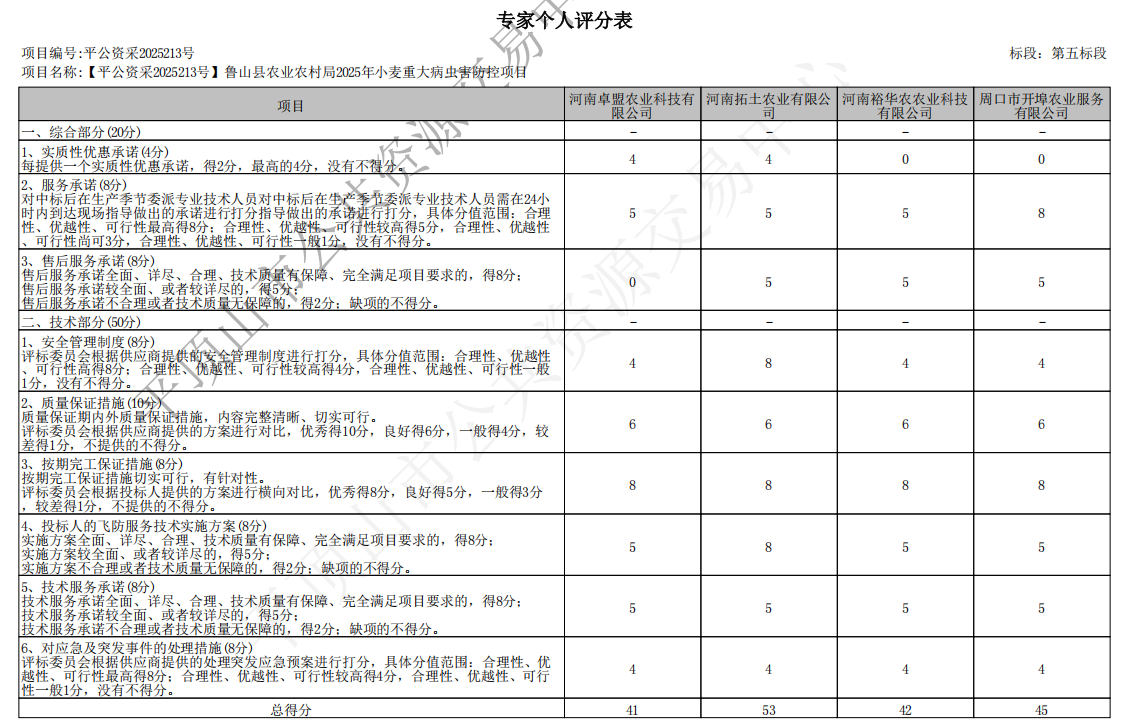 专家个人评分表
项目编号:平公资采2025213号
标段：第五标段
项目名称:【平公资采2025213号】鲁山县农业农村局2025年小麦重大病虫害防控项目
项目
河南卓盟农业科技有
限公司
河南拓土农业有限公
司
河南裕华农农业科技
有限公司
周口市开埠农业服务
有限公司
一、综合部分(20分) － － － －
1、实质性优惠承诺(4分)
每提供一个实质性优惠承诺，得2分，最高的4分，没有不得分。
4 4 0 0
2、服务承诺(8分)
对中标后在生产季节委派专业技术人员对中标后在生产季节委派专业技术人员需在24小
时内到达现场指导做出的承诺进行打分指导做出的承诺进行打分，具体分值范围：合理
性、优越性、可行性最高得8分；合理性、优越性、可行性较高得5分，合理性、优越性
、可行性尚可3分，合理性、优越性、可行性一般1分，没有不得分。
5 5 5 8
3、售后服务承诺(8分)
售后服务承诺全面、详尽、合理、技术质量有保障、完全满足项目要求的，得8分；
售后服务承诺较全面、或者较详尽的，得5分；
售后服务承诺不合理或者技术质量无保障的，得2分；缺项的不得分。
0 5 5 5
二、技术部分(50分) － － － －
1、安全管理制度(8分)
评标委员会根据供应商提供的安全管理制度进行打分，具体分值范围：合理性、优越性
、可行性高得8分；合理性、优越性、可行性较高得4分，合理性、优越性、可行性一般
1分，没有不得分。
4 8 4 4
2、质量保证措施(10分)
质量保证期内外质量保证措施，内容完整清晰、切实可行。
评标委员会根据供应商提供的方案进行对比，优秀得10分，良好得6分，一般得4分，较
差得1分，不提供的不得分。
6 6 6 6
3、按期完工保证措施(8分)
按期完工保证措施切实可行，有针对性。
评标委员会根据投标人提供的方案进行横向对比，优秀得8分，良好得5分，一般得3分
，较差得1分，不提供的不得分。
8 8 8 8
4、投标人的飞防服务技术实施方案(8分)
实施方案全面、详尽、合理、技术质量有保障、完全满足项目要求的，得8分；
实施方案较全面、或者较详尽的，得5分；
实施方案不合理或者技术质量无保障的，得2分；缺项的不得分。
5 8 5 5
5、技术服务承诺(8分)
技术服务承诺全面、详尽、合理、技术质量有保障、完全满足项目要求的，得8分；
技术服务承诺较全面、或者较详尽的，得5分；
技术服务承诺不合理或者技术质量无保障的，得2分；缺项的不得分。
5 5 5 5
6、对应急及突发事件的处理措施(8分)
评标委员会根据供应商提供的处理突发应急预案进行打分，具体分值范围：合理性、优
越性、可行性最高得8分；合理性、优越性、可行性较高得4分，合理性、优越性、可行
性一般1分，没有不得分。
4 4 4 4
总得分 41 53 42 45
平顶山市公共资源交易中
平顶山市公共资源交易中心